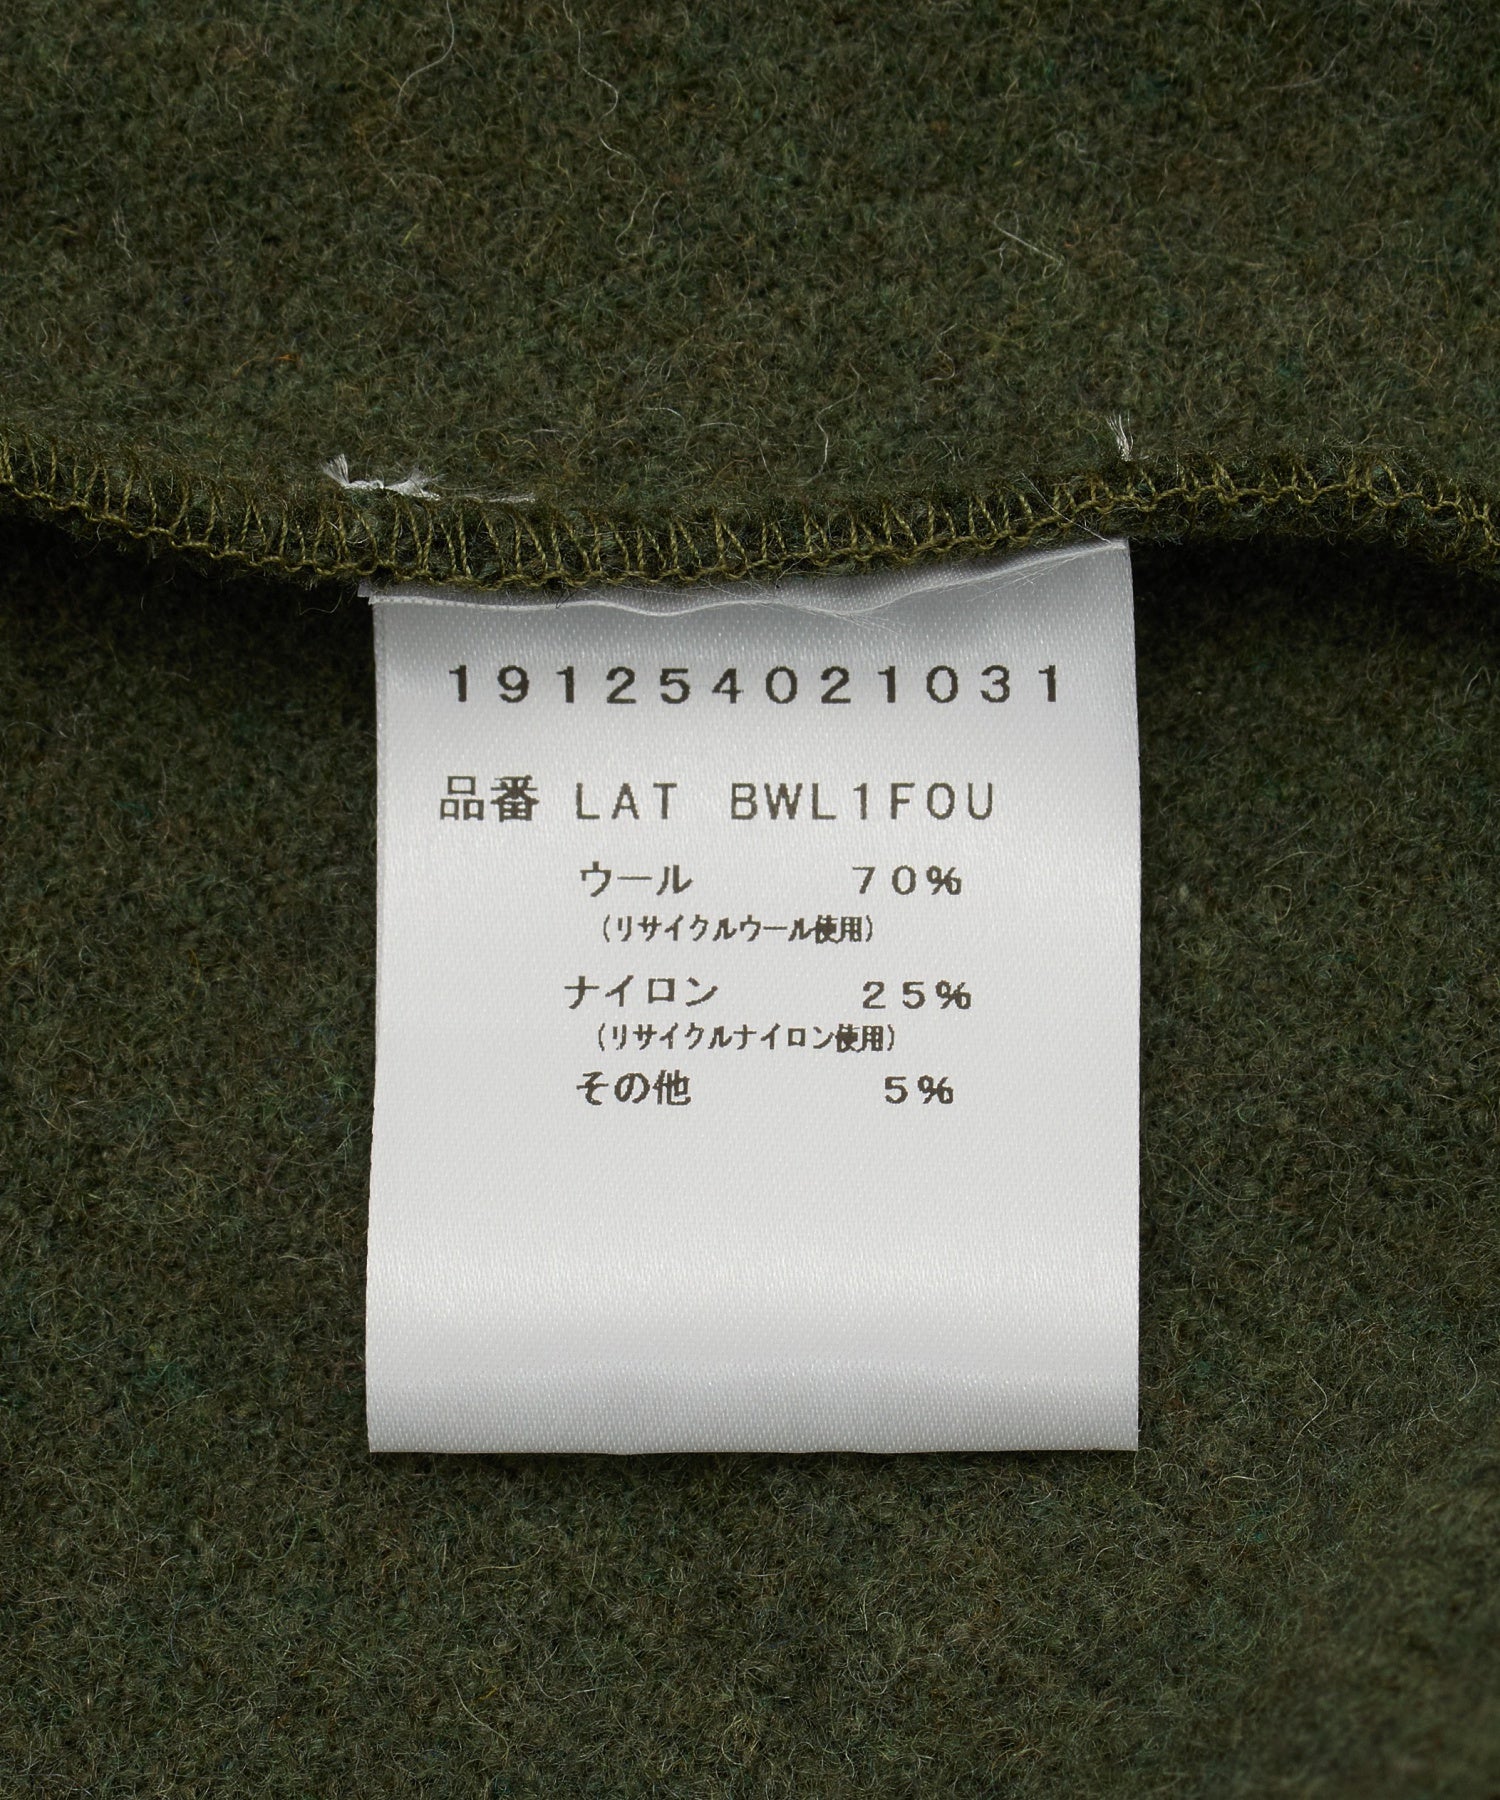 191254021031
品番 LAT BWL1FOU
ウール 70%
(リサイクルウール使用)
ナイロン 25%
(リサイクルナイロン使用)
その他 5%